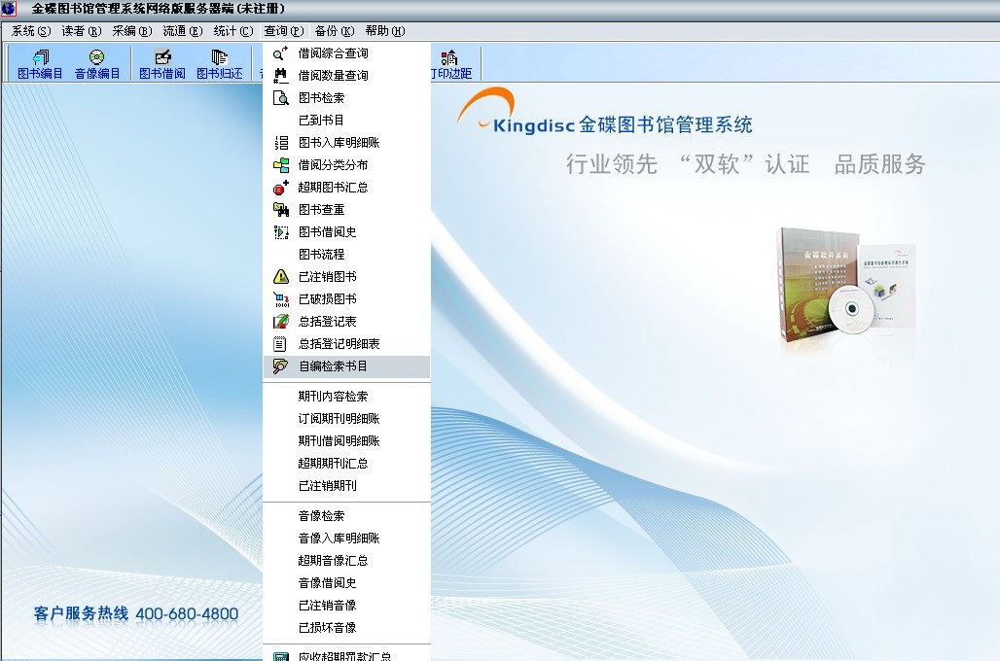 金碟图书馆管理系统网络版服务器端(未注册)
系统(S) 读者(R) 采编(B) 流通(E) 统计(C) 查询(P) 备份(K) 帮助(H)
图书编目 音像编目 图书借阅 图书归还 打印边距
借阅综合查询
借阅数量查询
图书检索
已到书目
图书入库明细账
借阅分类分布
超期图书汇总
图书查重
图书借阅史
图书流程
已注销图书
已破损图书
总括登记表
总括登记明细表
自编检索书目
期刊内容检索
订阅期刊明细账
期刊借阅明细账
超期期刊汇总
已注销期刊
音像检索
音像入库明细账
超期音像汇总
音像借阅史
已注销音像
已损坏音像
应收超期罚款汇总
Kingdisc 金碟图书馆管理系统
行业领先 “双软”认证 品质服务
金碟软件系列
客户服务热线 400-680-4800